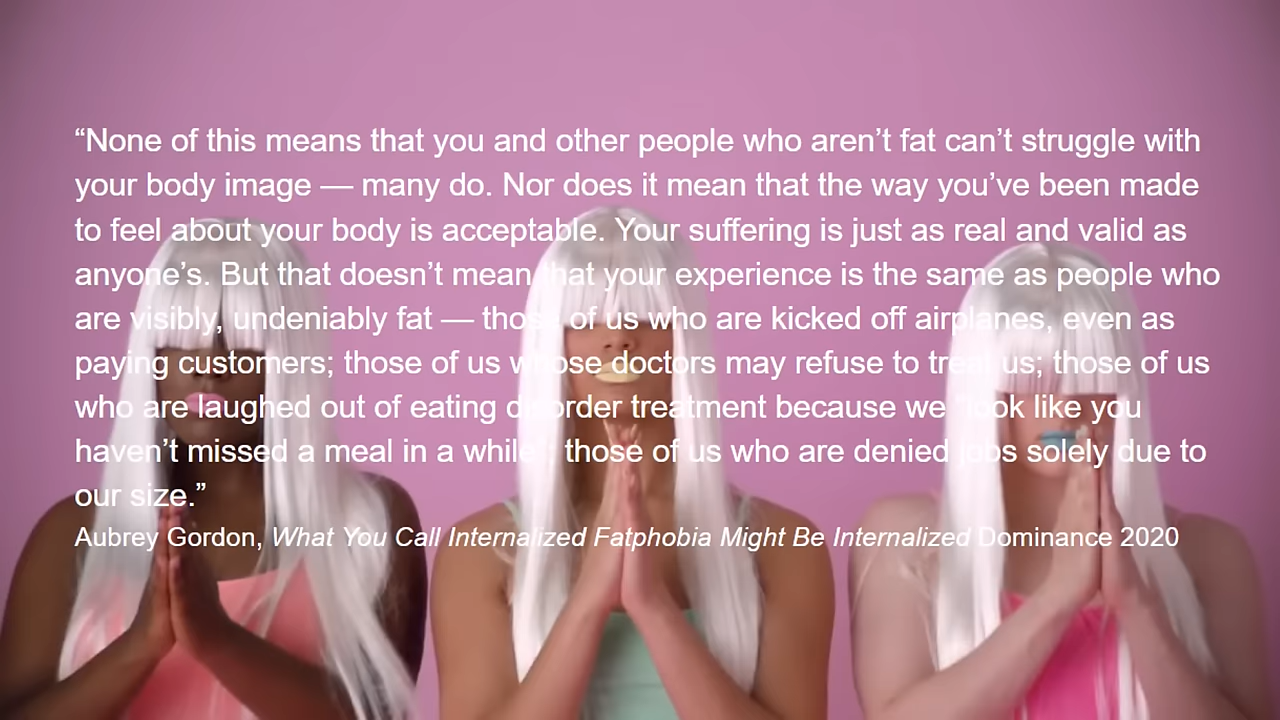 “None of this means that you and other people who aren’t fat can’t struggle with
your body image — many do. Nor does it mean that the way you’ve been made
to feel about your body is acceptable. Your suffering is just as real and valid as
anyone’s. But that doesn’t mean that your experience is the same as people who
are visibly, undeniably fat — those of us who are kicked off airplanes, even as
paying customers; those of us whose doctors may refuse to treat us; those of us
who are laughed out of eating disorder treatment because we “look like you
haven’t missed a meal in a while”; those of us who are denied jobs solely due to
our size.”
Aubrey Gordon, What You Call Internalized Fatphobia Might Be Internalized Dominance 2020